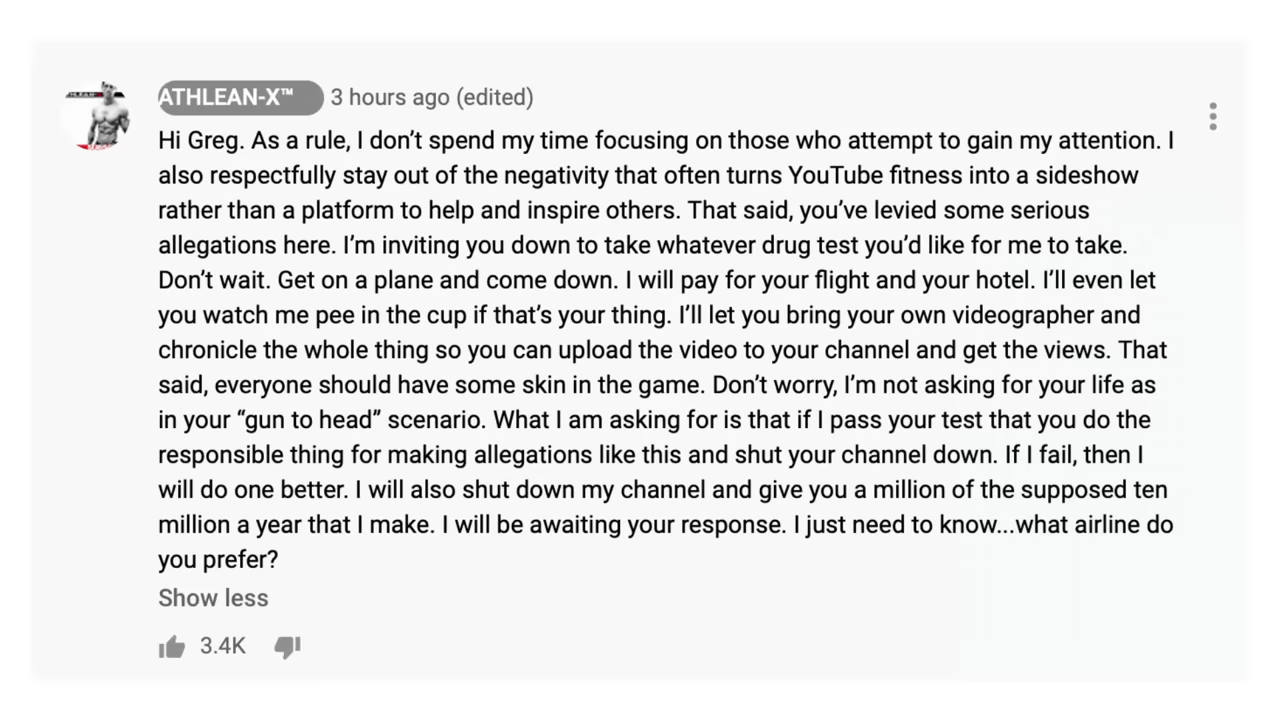 ATHLEAN-X™ 3 hours ago (edited)
Hi Greg. As a rule, I don’t spend my time focusing on those who attempt to gain my attention. I
also respectfully stay out of the negativity that often turns YouTube fitness into a sideshow
rather than a platform to help and inspire others. That said, you’ve levied some serious
allegations here. I’m inviting you down to take whatever drug test you’d like for me to take.
Don’t wait. Get on a plane and come down. I will pay for your flight and your hotel. I’ll even let
you watch me pee in the cup if that’s your thing. I’ll let you bring your own videographer and
chronicle the whole thing so you can upload the video to your channel and get the views. That
said, everyone should have some skin in the game. Don’t worry, I’m not asking for your life as
in your “gun to head” scenario. What I am asking for is that if I pass your test that you do the
responsible thing for making allegations like this and shut your channel down. If I fail, then I
will do one better. I will also shut down my channel and give you a million of the supposed ten
million a year that I make. I will be awaiting your response. I just need to know...what airline do
you prefer?
Show less
3.4K